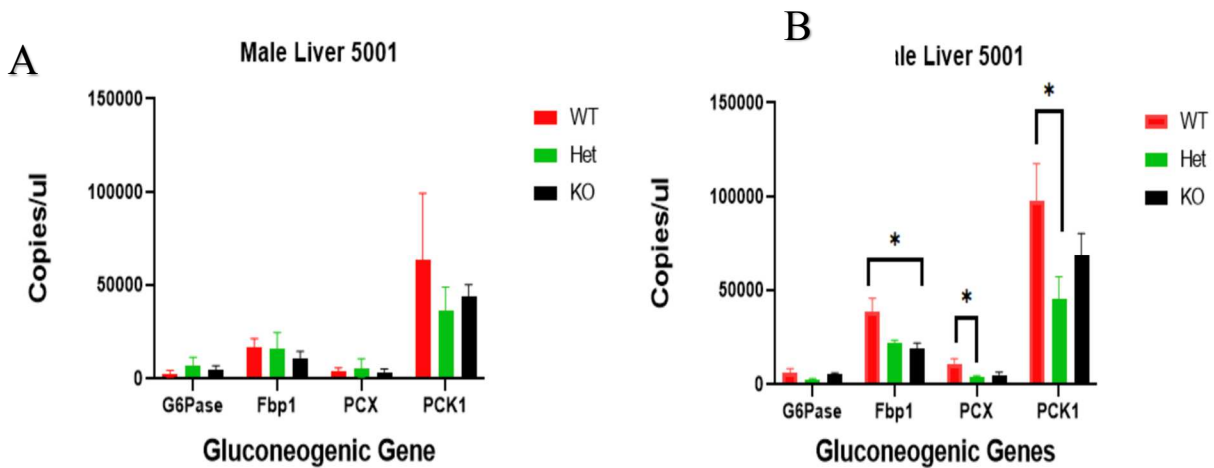 A
Male Liver 5001
150000
100000
50000
0
Copies/ul
G6Pase Fbp1 PCX PCK1
Gluconeogenic Gene
WT
Het
KO
B
ale Liver 5001
150000
100000
50000
0
Copies/ul
* * *
G6Pase Fbp1 PCX PCK1
Gluconeogenic Genes
WT
Het
KO